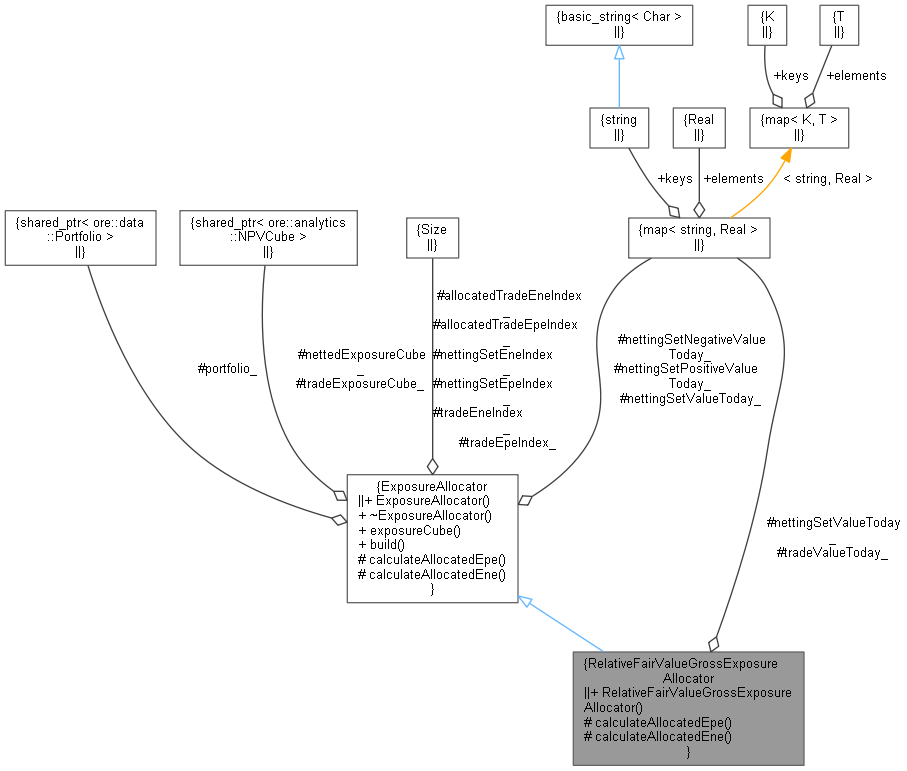 {basic_string< Char >
||}
{K
||}
{T
||}
+keys
+elements
{string
||}
{Real
||}
{map< K, T >
||}
+keys
+elements
< string, Real >
{shared_ptr< ore::data
::Portfolio >
||}
{shared_ptr< ore::analytics
::NPVCube >
||}
{Size
||}
{map< string, Real >
||}
#portfolio_
#nettedExposureCube
_
#tradeExposureCube_
#allocatedTradeEneIndex
_
#allocatedTradeEpeIndex
_
#nettingSetEneIndex
_
#nettingSetEpeIndex
_
#tradeEneIndex
_
#tradeEpeIndex_
#nettingSetNegativeValue
Today_
#nettingSetPositiveValue
Today_
#nettingSetValueToday_
{ExposureAllocator
||+ ExposureAllocator()
+ ~ExposureAllocator()
+ exposureCube()
+ build()
# calculateAllocatedEpe()
# calculateAllocatedEne()
}
#nettingSetValueToday
_
#tradeValueToday_
{RelativeFairValueGrossExposure
Allocator
||+ RelativeFairValueGrossExposure
Allocator()
# calculateAllocatedEpe()
# calculateAllocatedEne()
}